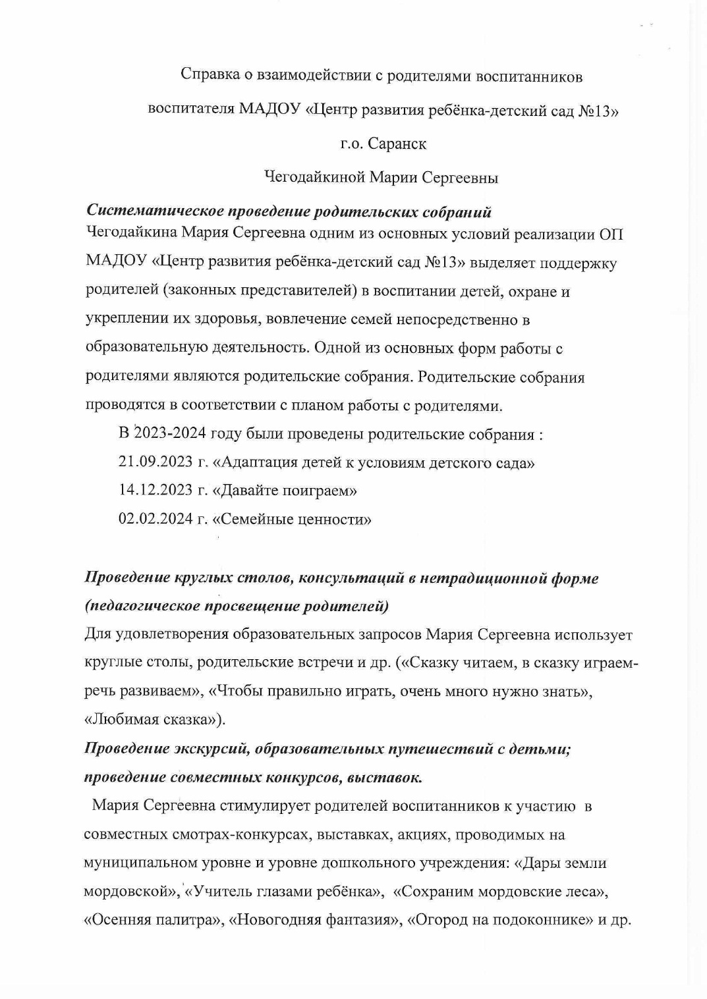 Справка о взаимодействии с родителями воспитанников
воспитателя МАДОУ «Центр развития ребёнка-детский сад №13»
г.о. Саранск
Чегодайкиной Марии Сергеевны
Систематическое проведение родительских собраний
Чегодайкина Мария Сергеевна одним из основных условий реализации ОП
МАДОУ «Центр развития ребёнка-детский сад №13» выделяет поддержку
родителей (законных представителей) в воспитании детей, охране и
укреплении их здоровья, вовлечение семей непосредственно в
образовательную деятельность. Одной из основных форм работы с
родителями являются родительские собрания. Родительские собрания
проводятся в соответствии с планом работы с родителями.
В 2023-2024 году были проведены родительские собрания :
21.09.2023 г. «Адаптация детей к условиям детского сада»
14.12.2023 г. «Давайте поиграем»
02.02.2024 г. «Семейные ценности»
Проведение круглых столов, консультаций в нетрадиционной форме
(педагогическое просвещение родителей)
Для удовлетворения образовательных запросов Мария Сергеевна использует
круглые столы, родительские встречи и др. («Сказку читаем, в сказку играем-
речь развиваем», «Чтобы правильно играть, очень много нужно знать»,
«Любимая сказка»).
Проведение экскурсий, образовательных путешествий с детьми;
проведение совместных конкурсов, выставок.
Мария Сергеевна стимулирует родителей воспитанников к участию в
совместных смотрах-конкурсах, выставках, акциях, проводимых на
муниципальном уровне и уровне дошкольного учреждения: «Дары земли
мордовской», «Учитель глазами ребёнка», «Сохраним мордовские леса»,
«Осенняя палитра», «Новогодняя фантазия», «Огород на подоконнике» и др.